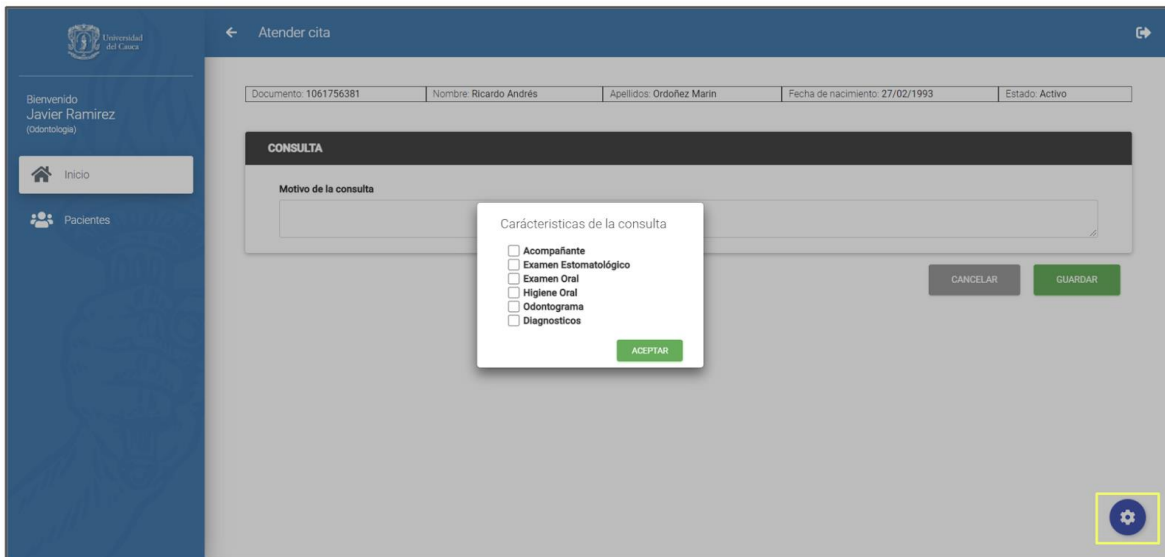 Universidad
del Cauca
Atender cita
Bienvenido
Javier Ramirez
(Odontologia)
Inicio
Pacientes
Documento: 1061756381 Nombre: Ricardo Andrés Apellidos: Ordoñez Marin Fecha de nacimiento: 27/02/1993 Estado: Activo
CONSULTA
Motivo de la consulta
Carácteristicas de la consulta
Acompañante
Examen Estomatológico
Examen Oral
Higiene Oral
Odontograma
Diagnosticos
ACEPTAR
CANCELAR GUARDAR